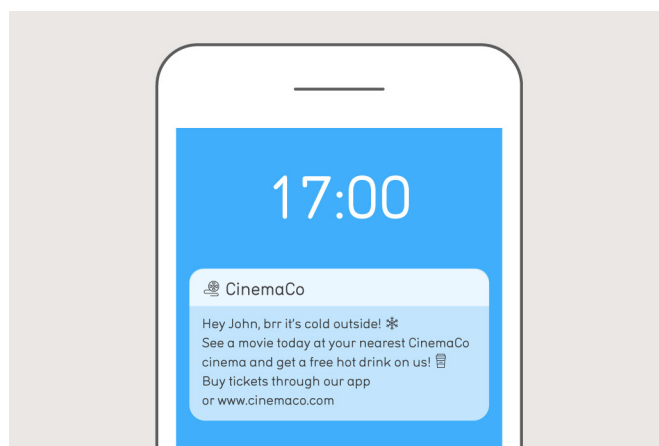 17:00
CinemaCo
Hey John, brr it's cold outside! ❄
See a movie today at your nearest CinemaCo
cinema and get a free hot drink on us!
Buy tickets through our app
or www.cinemaco.com